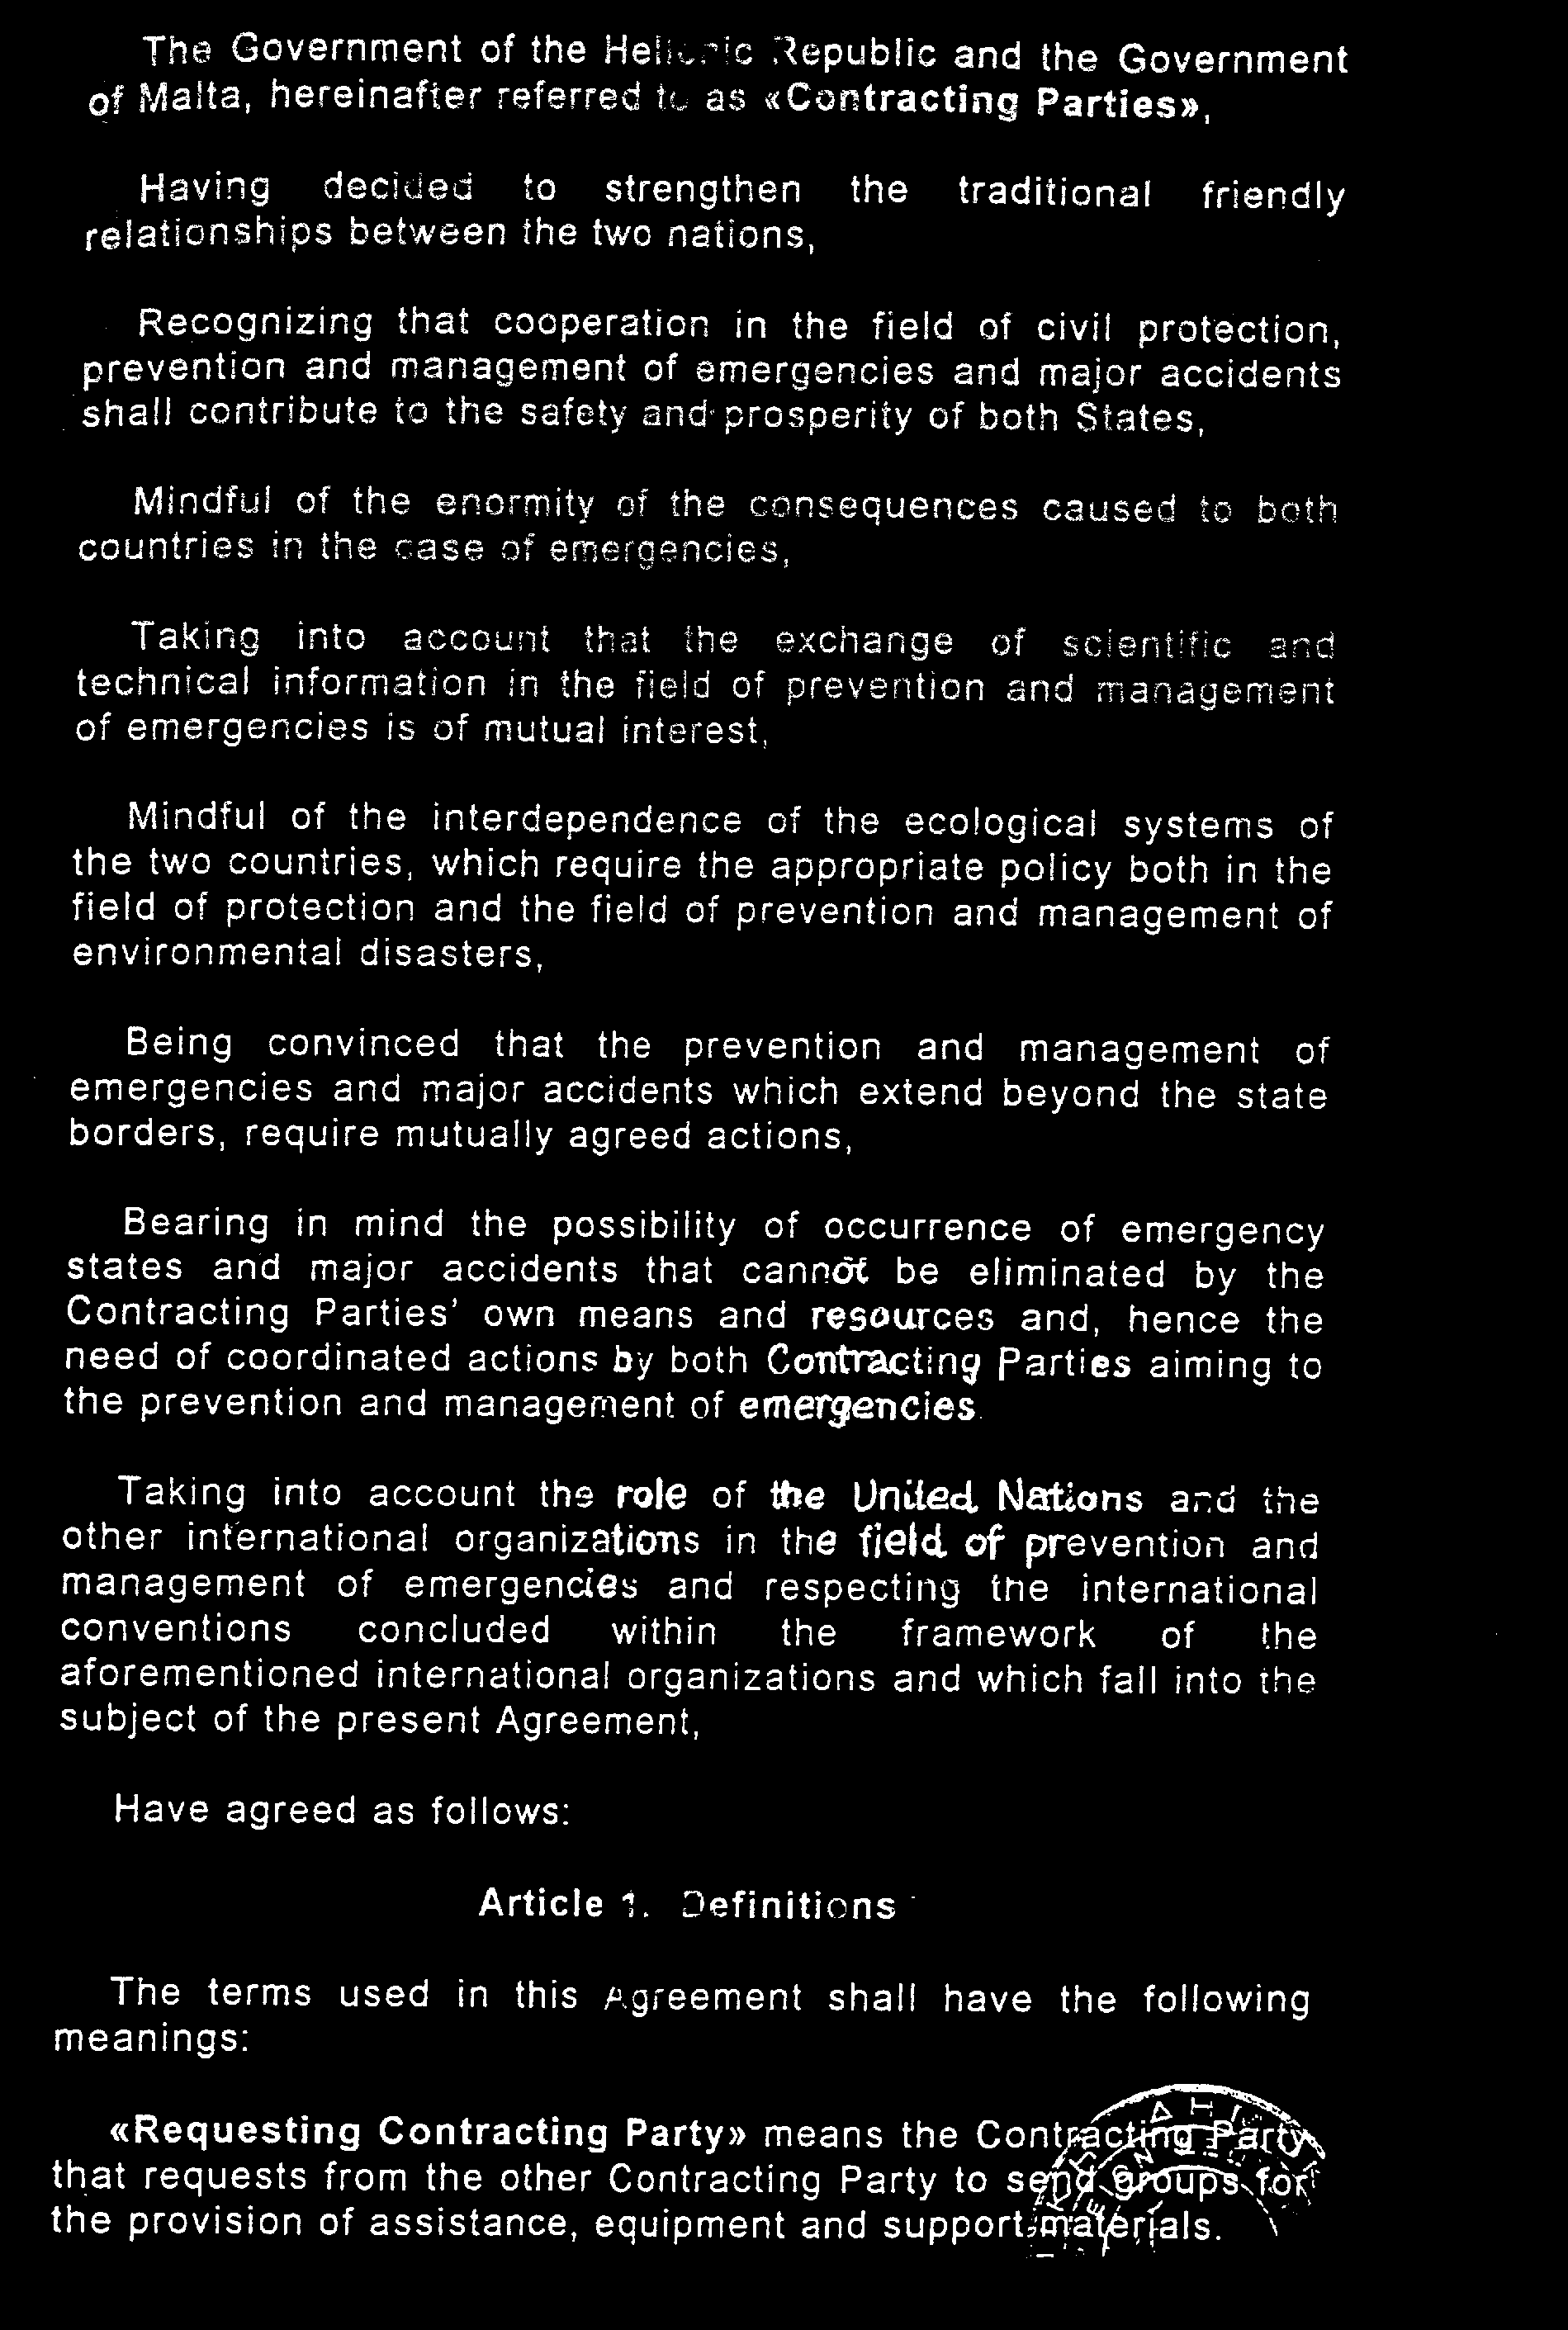 The Government of the Hellenic Republic and the Government
of Malta, hereinafter referred to as «Contracting Parties»,
Having decided to strengthen the traditional friendly
relationships between the two nations,
Recognizing that cooperation in the field of civil protection,
prevention and management of emergencies and major accidents
shall contribute to the safety and prosperity of both States,
Mindful of the enormity of the consequences caused to both
countries in the case of emergencies,
Taking into account that the exchange of scientific and
technical information in the field of prevention and management
of emergencies is of mutual interest,
Mindful of the interdependence of the ecological systems of
the two countries, which require the appropriate policy both in the
field of protection and the field of prevention and management of
environmental disasters,
Being convinced that the prevention and management of
emergencies and major accidents which extend beyond the state
borders, require mutually agreed actions,
Bearing in mind the possibility of occurrence of emergency
states and major accidents that cannot be eliminated by the
Contracting Parties' own means and resources and, hence the
need of coordinated actions by both Contracting Parties aiming to
the prevention and management of emergencies.
Taking into account the role of the United Nations and the
other international organizations in the field of prevention and
management of emergencies and respecting the international
conventions concluded within the framework of the
aforementioned international organizations and which fall into the
subject of the present Agreement,
Have agreed as follows:
Article 1. Definitions
The terms used in this Agreement shall have the following
meanings:
«Requesting Contracting Party» means the Contracting Party
that requests from the other Contracting Party to send groups for
the provision of assistance, equipment and support materials.